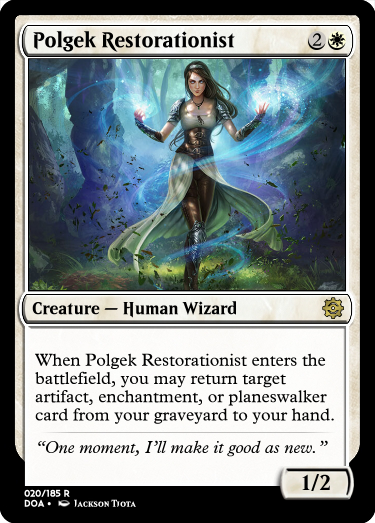 Polgek Restorationist 2
Creature — Human Wizard
When Polgek Restorationist enters the
battlefield, you may return target
artifact, enchantment, or planeswalker
card from your graveyard to your hand.
“One moment, I’ll make it good as new.”
1/2
020/185 R
DOA • Jackson Tjota